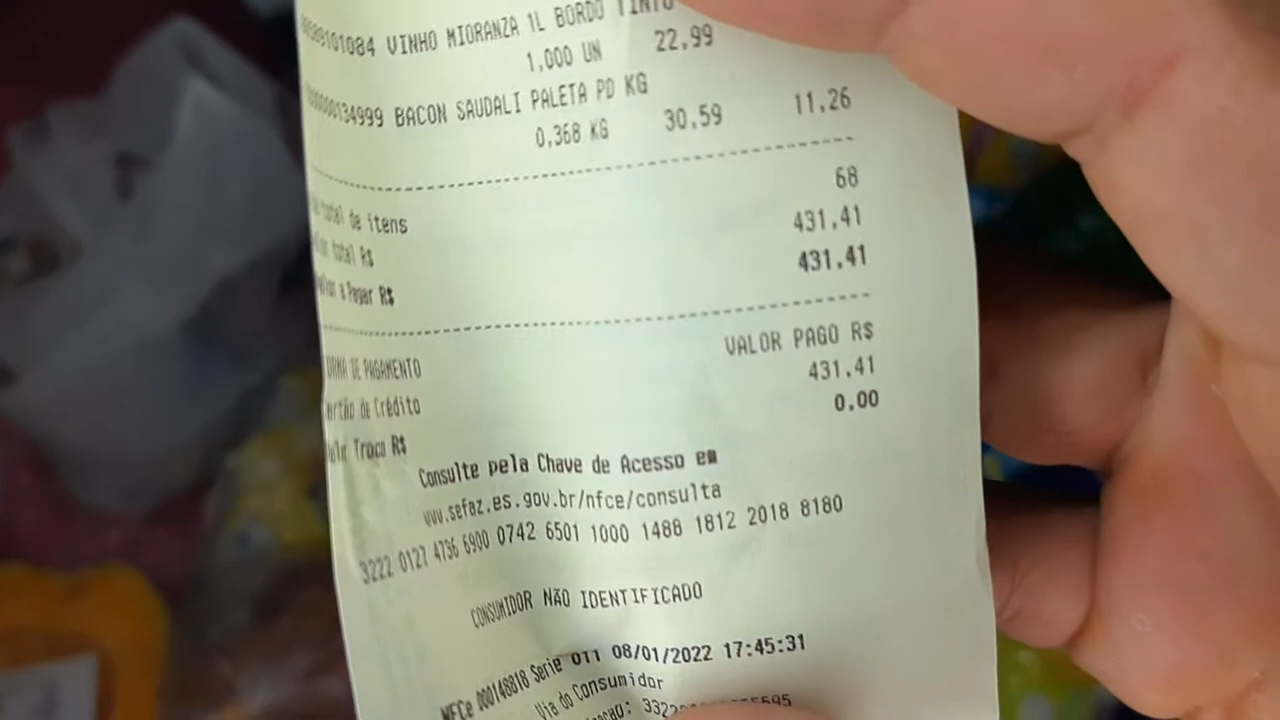 VINHO MIORANZA 1L BORDO TINTO
1,000 UN 22,99
BACON SAUDALI PALETA PD KG
0,368 KG 30,59 11,26
total de itens 68
total R$ 431,41
a Pagar R$ 431,41
DE PAGAMENTO VALOR PAGO R$
de Crédito 431,41
Troco R$ 0,00
Consulte pela Chave de Acesso em
www.sefaz.es.gov.br/nfce/consulta
3222 0127 4736 6900 0742 6501 1000 1488 1812 2018 8180
CONSUMIDOR NÃO IDENTIFICADO
NFCe 000148818 Serie 011 08/01/2022 17:45:31
Via do Consumidor